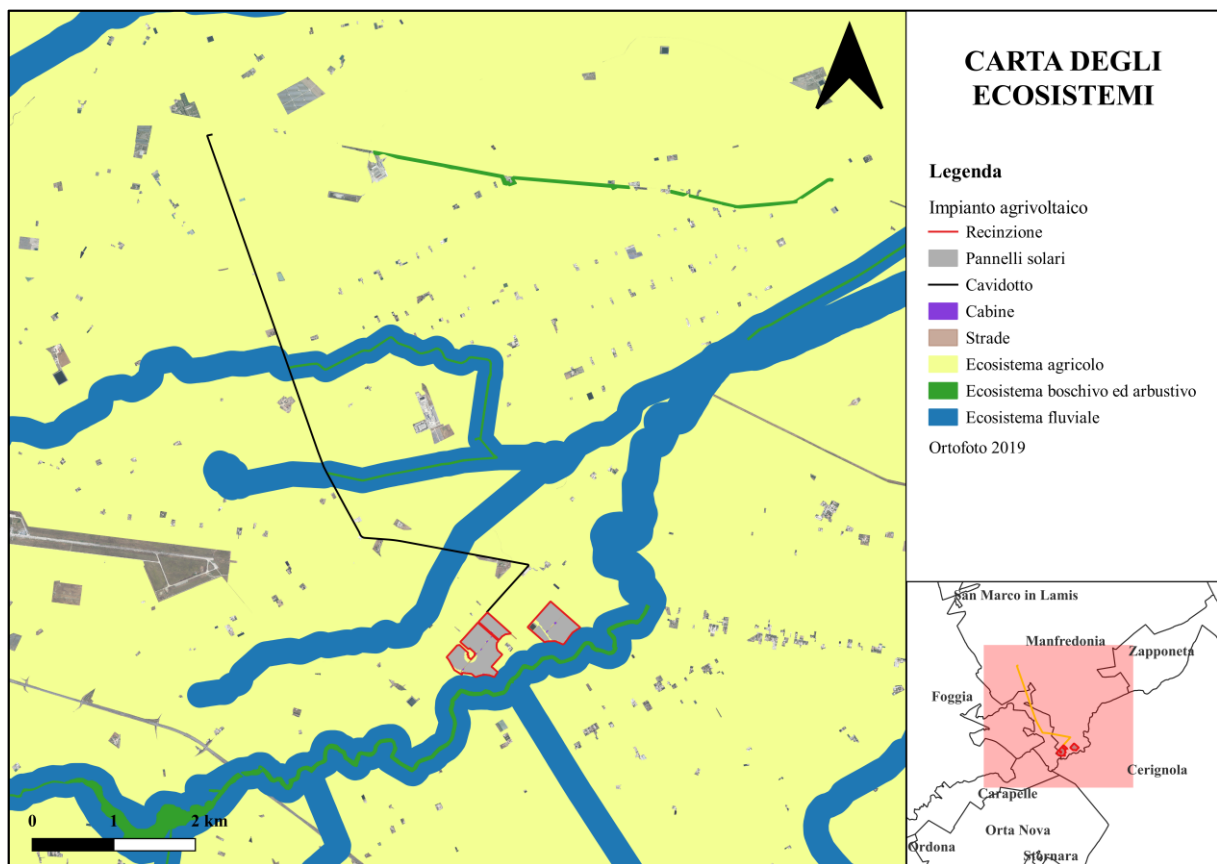 CARTA DEGLI
ECOSISTEMI
Legenda
Impianto agrivoltaico
Recinzione
Pannelli solari
Cavidotto
Cabine
Strade
Ecosistema agricolo
Ecosistema boschivo ed arbustivo
Ecosistema fluviale
Ortofoto 2019
0 1 2 km
San Marco in Lamis
Manfredonia
Zapponeta
Foggia
Cerignola
Carapelle
Orta Nova
Ordona
Stornara